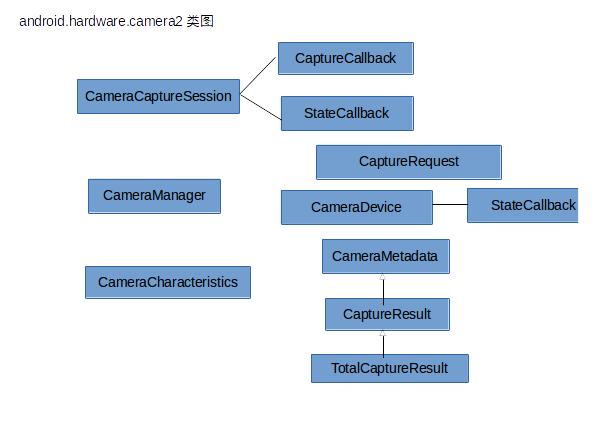 android.hardware.camera2 类图
CaptureCallback
CameraCaptureSession
StateCallback
CaptureRequest
CameraManager
CameraDevice
StateCallback
CameraMetadata
CameraCharacteristics
CaptureResult
TotalCaptureResult